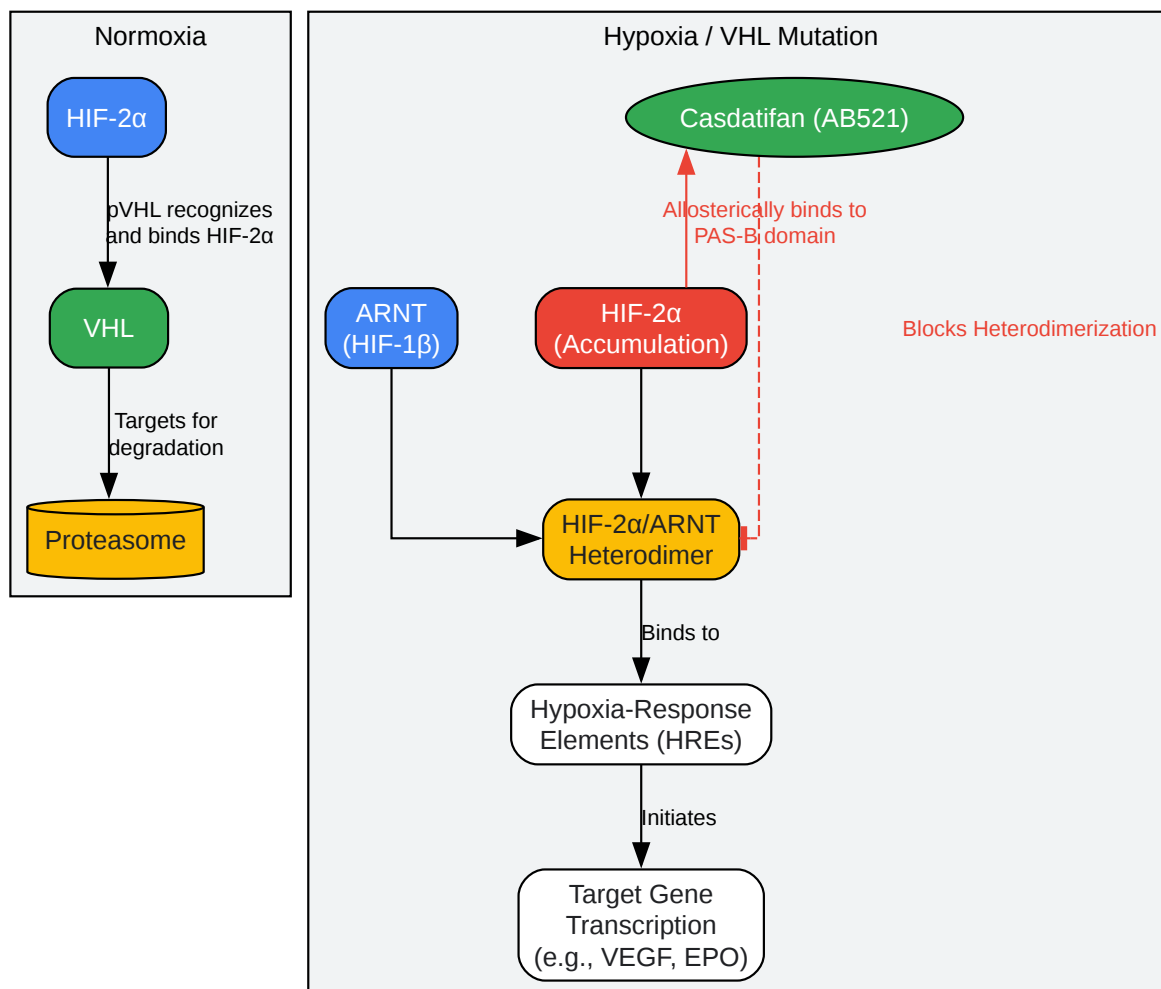 Normoxia
HIF-2α
pVHL recognizes
and binds HIF-2α
VHL
Targets for
degradation
Proteasome
Hypoxia / VHL Mutation
Casdatifan (AB521)
Allosterically binds to
PAS-B domain
ARNT
(HIF-1β)
HIF-2α
(Accumulation)
Blocks Heterodimerization
HIF-2α/ARNT
Heterodimer
Binds to
Hypoxia-Response
Elements (HREs)
Initiates
Target Gene
Transcription
(e.g., VEGF, EPO)